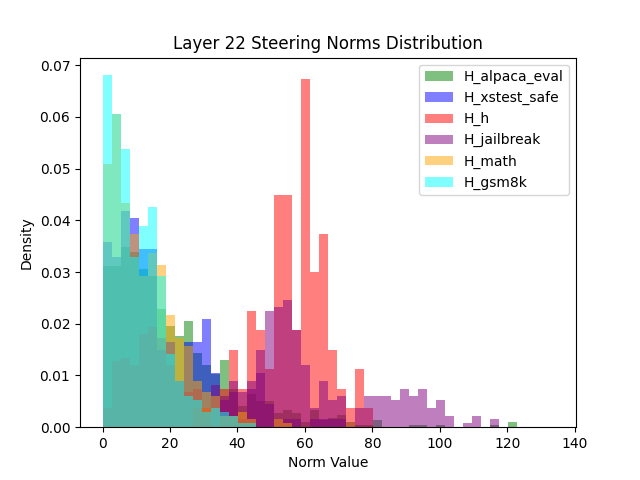 Layer 22 Steering Norms Distribution
0.07
0.06
0.05
0.04
0.03
0.02
0.01
0.00
Density
H_alpaca_eval
H_xstest_safe
H_h
H_jailbreak
H_math
H_gsm8k
0 20 40 60 80 100 120 140
Norm Value